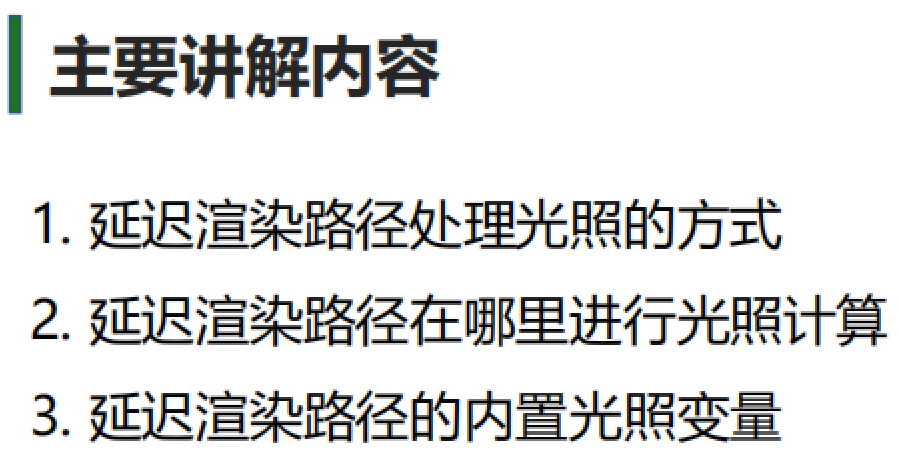 主要讲解内容
1. 延迟渲染路径处理光照的方式
2. 延迟渲染路径在哪里进行光照计算
3. 延迟渲染路径的内置光照变量